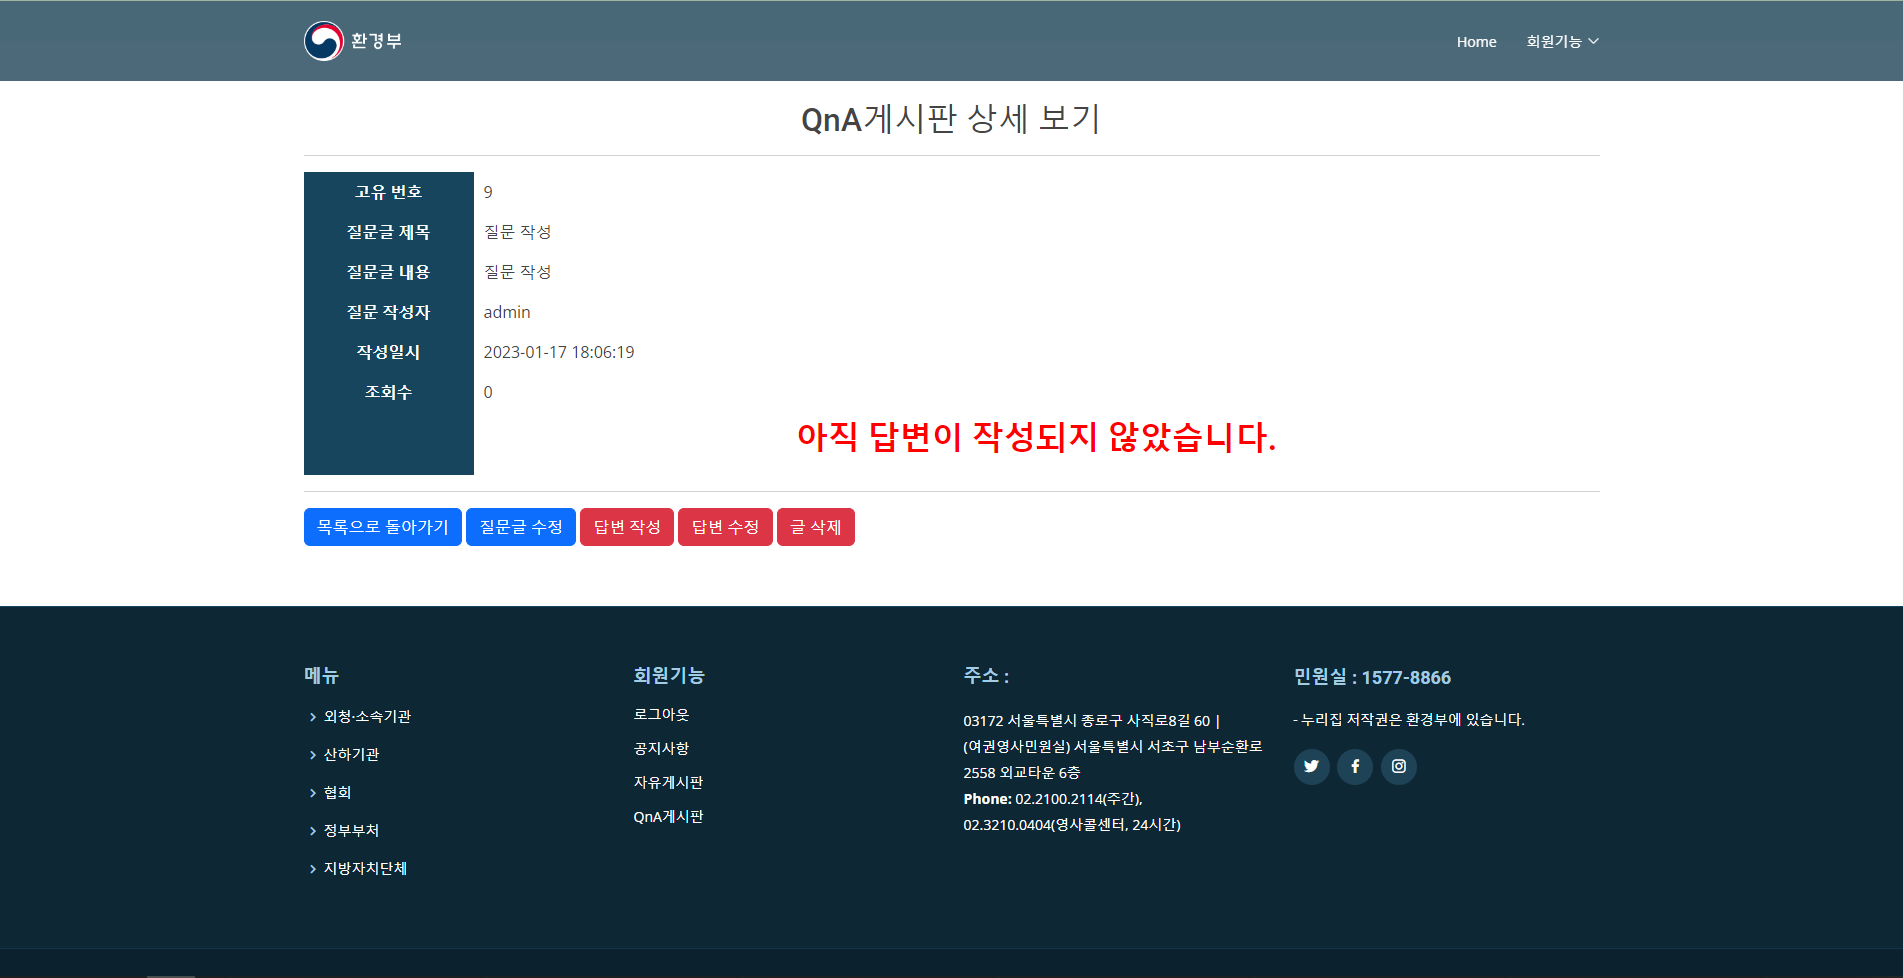 환경부
Home
회원기능
QnA게시판 상세 보기
고유 번호 9
질문글 제목 질문 작성
질문글 내용 질문 작성
질문 작성자 admin
작성일시 2023-01-17 18:06:19
조회수 0
아직 답변이 작성되지 않았습니다.
목록으로 돌아가기 질문글 수정 답변 작성 답변 수정 글 삭제
메뉴
외청·소속기관
산하기관
협회
정부부처
지방자치단체
회원기능
로그아웃
공지사항
자유게시판
QnA게시판
주소 :
03172 서울특별시 종로구 사직로8길 60 |
(여권영사민원실) 서울특별시 서초구 남부순환로
2558 외교타운 6층
Phone: 02.2100.2114(주간),
02.3210.0404(영사콜센터, 24시간)
민원실 : 1577-8866
- 누리집 저작권은 환경부에 있습니다.